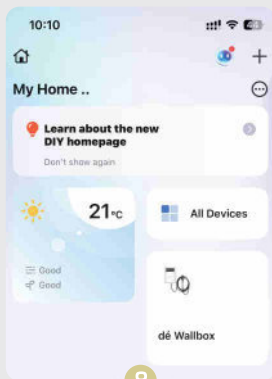 10:10
My Home ..
Learn about the new
DIY homepage
Don't show again
21°C
All Devices
Good
Good
dé Wallbox